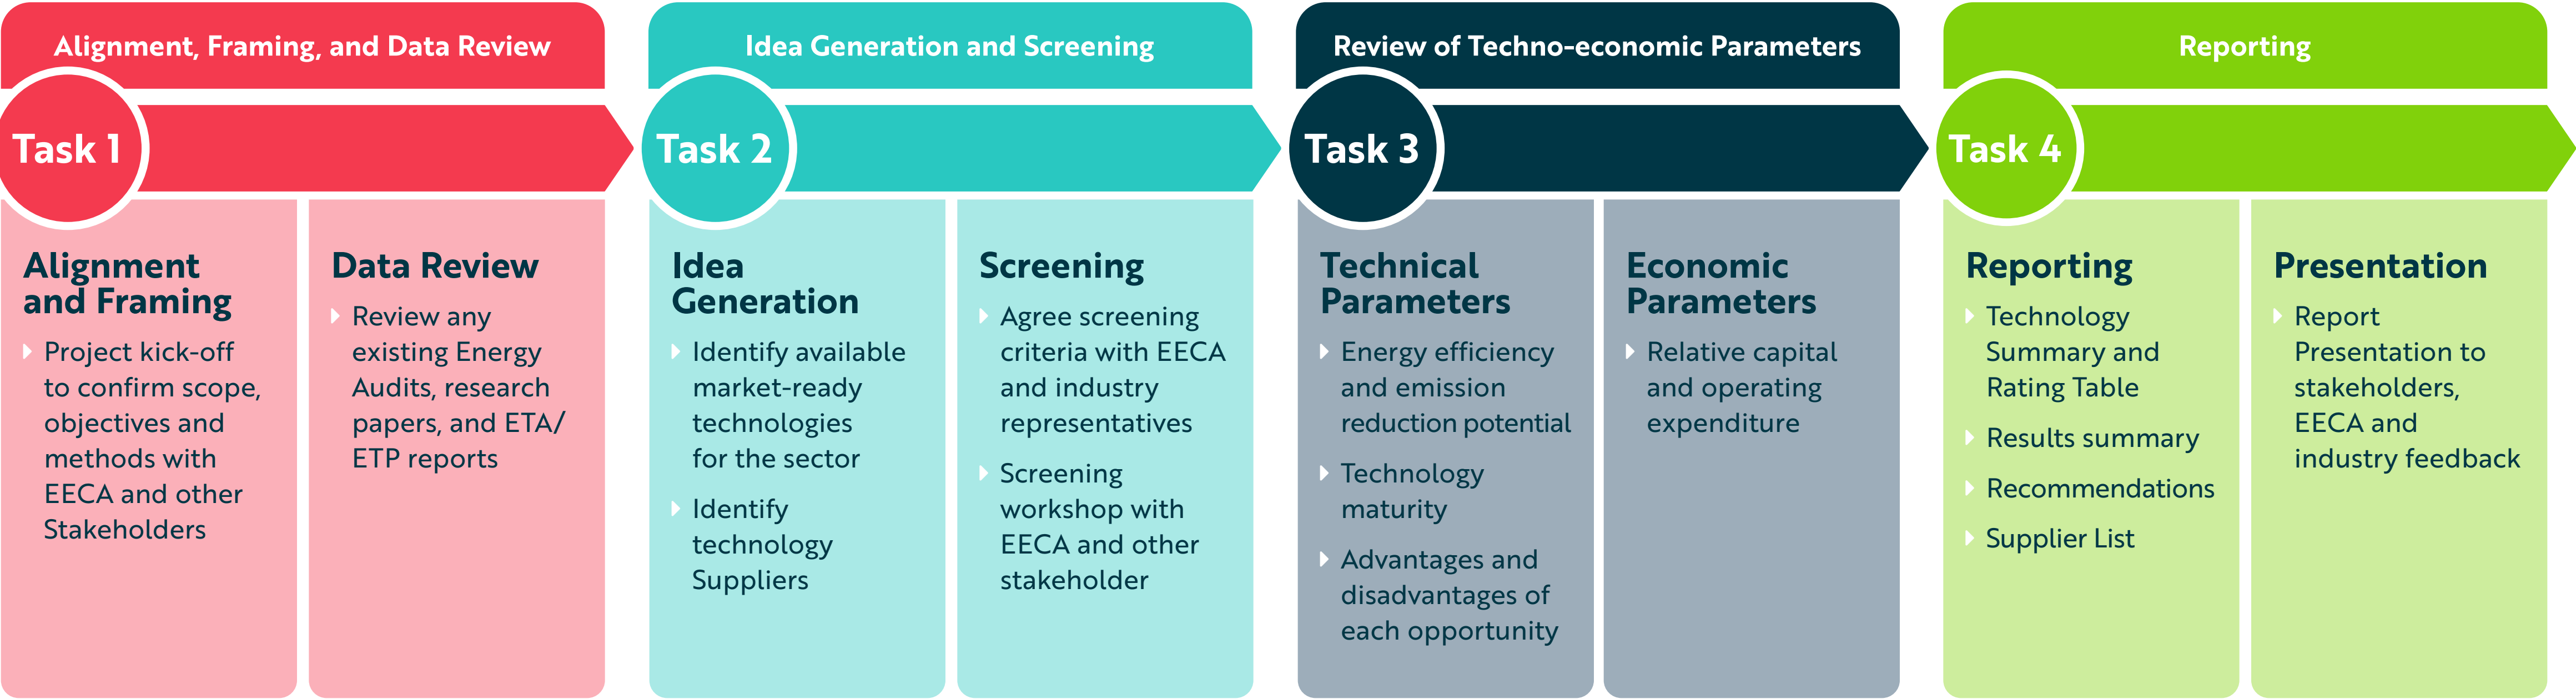 Alignment, Framing, and Data Review
Task 1
Alignment
and Framing
Project kick-off
to confirm scope,
objectives and
methods with
EECA and other
Stakeholders
Data Review
Review any
existing Energy
Audits, research
papers, and ETA/
ETP reports
Idea Generation and Screening
Task 2
Idea
Generation
Identify available
market-ready
technologies
for the sector
Identify
technology
Suppliers
Screening
Agree screening
criteria with EECA
and industry
representatives
Screening
workshop with
EECA and other
stakeholder
Review of Techno-economic Parameters
Task 3
Technical
Parameters
Energy efficiency
and emission
reduction potential
Technology
maturity
Advantages and
disadvantages of
each opportunity
Economic
Parameters
Relative capital
and operating
expenditure
Reporting
Task 4
Reporting
Technology
Summary and
Rating Table
Results summary
Recommendations
Supplier List
Presentation
Report
Presentation to
stakeholders,
EECA and
industry feedback